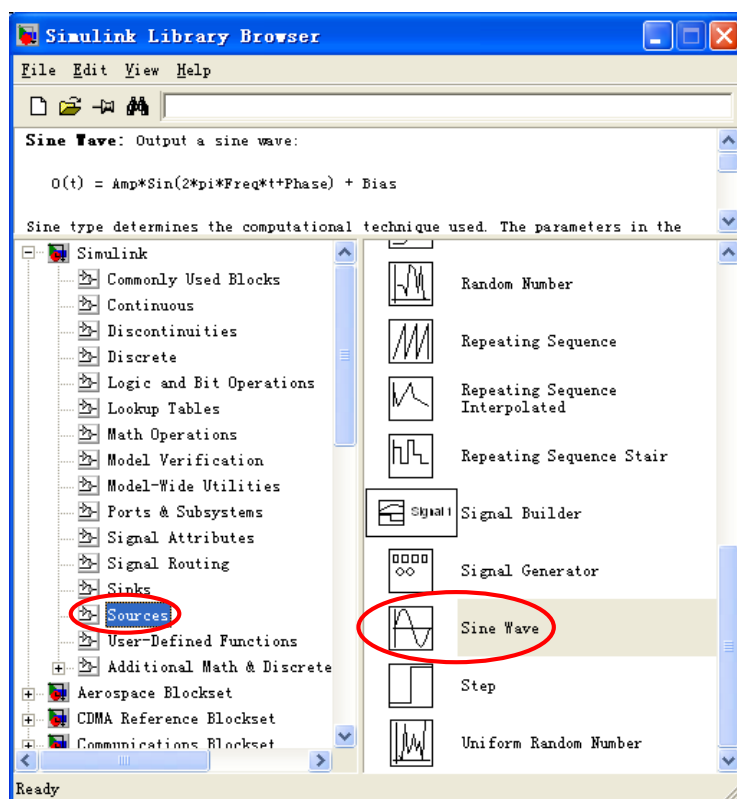 Simulink Library Browser
File Edit View Help
Sine Wave: Output a sine wave:
O(t) = Amp*Sin(2*pi*Freq*t+Phase) + Bias
Sine type determines the computational technique used. The parameters in the
Simulink
Commonly Used Blocks
Continuous
Discontinuities
Discrete
Logic and Bit Operations
Lookup Tables
Math Operations
Model Verification
Model-Wide Utilities
Ports & Subsystems
Signal Attributes
Signal Routing
Sinks
Sources
User-Defined Functions
Additional Math & Discrete
Aerospace Blockset
CDMA Reference Blockset
Communications Blockset
Random Number
Repeating Sequence
Repeating Sequence
Interpolated
Repeating Sequence Stair
Signal 1
Signal Builder
Signal Generator
Sine Wave
Step
Uniform Random Number
Ready